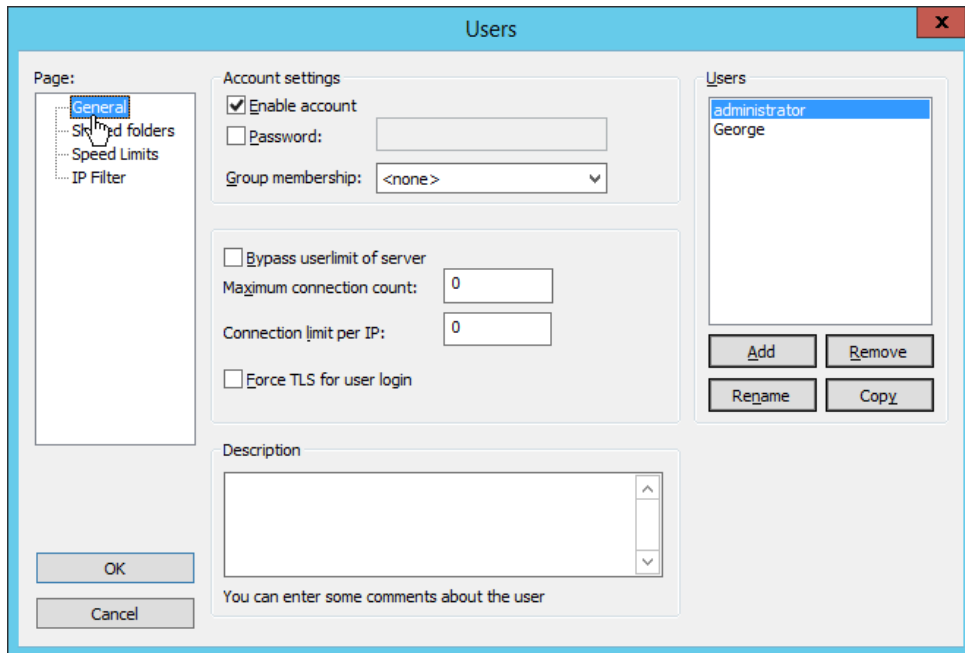 Users
x
Page:
General
Shared folders
Speed Limits
IP Filter
OK
Cancel
Account settings
Enable account
Password:
Group membership: <none>
Bypass userlimit of server
Maximum connection count: 0
Connection limit per IP: 0
Force TLS for user login
Description
You can enter some comments about the user
Users
administrator
George
Add Remove
Rename Copy